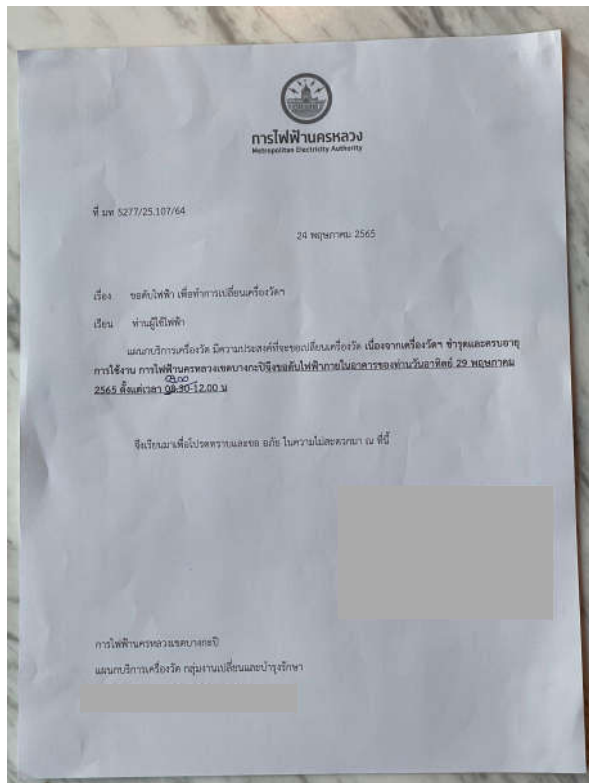 การไฟฟ้านครหลวง
Metropolitan Electricity Authority
ที่ มท 5277/25.107/64
24 พฤษภาคม 2565
เรื่อง ขอดับไฟฟ้า เพื่อทำการเปลี่ยนเครื่องวัดฯ
เรียน ท่านผู้ใช้ไฟฟ้า
แผนกบริการเครื่องวัด มีความประสงค์ที่จะขอเปลี่ยนเครื่องวัด เนื่องจากเครื่องวัดฯ ชำรุดและครบอายุ
การใช้งาน การไฟฟ้านครหลวงเขตบางกะปิจึงขอดับไฟฟ้าภายในอาคารของท่านวันอาทิตย์ 29 พฤษภาคม
2565 ตั้งแต่เวลา 08.30-12.00 น
จึงเรียนมาเพื่อโปรดทราบและขอ อภัย ในความไม่สะดวกมา ณ ที่นี้
การไฟฟ้านครหลวงเขตบางกะปิ
แผนกบริการเครื่องวัด กลุ่มงานเปลี่ยนและบำรุงรักษา